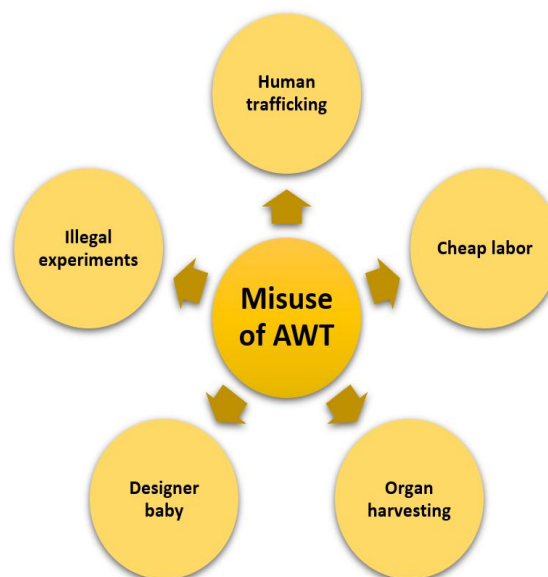 Human
trafficking
Illegal
experiments
Cheap labor
Misuse
of AWT
Designer
baby
Organ
harvesting